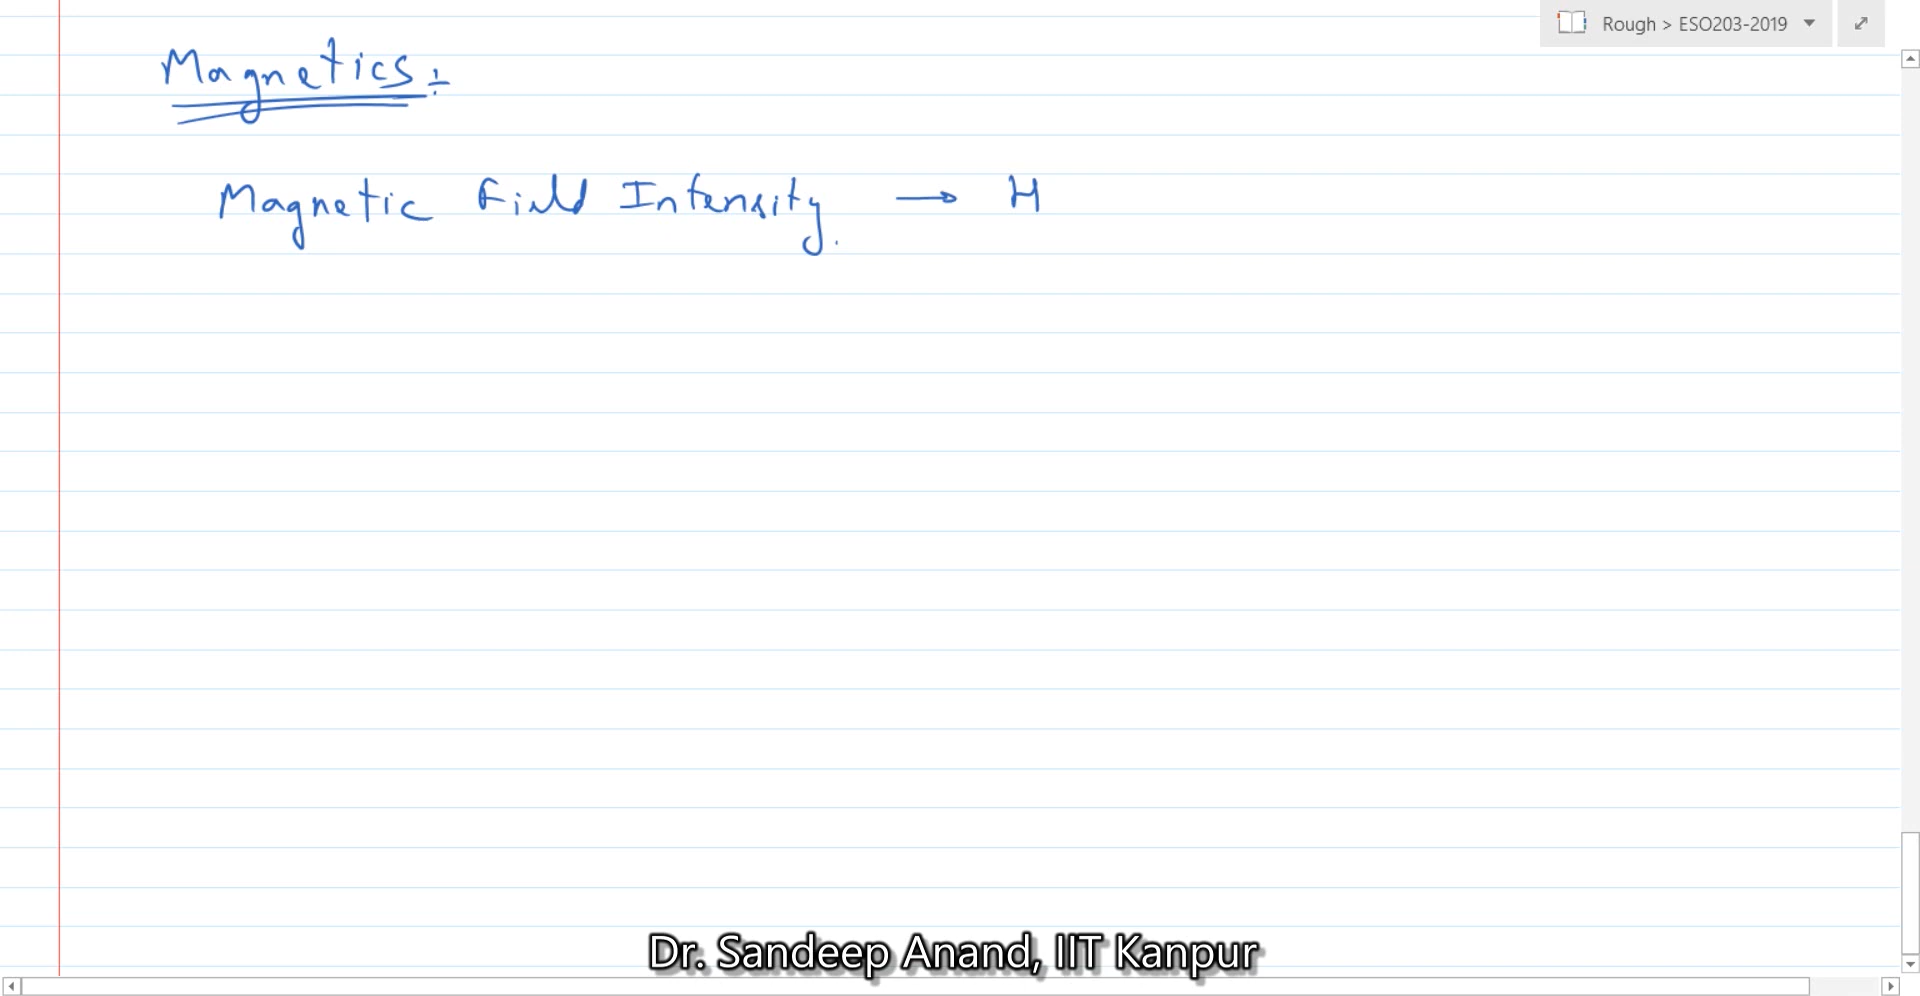 Rough > ESO203-2019
Magnetics:
Magnetic Field Intensity. → H
Dr. Sandeep Anand, IIT Kanpur